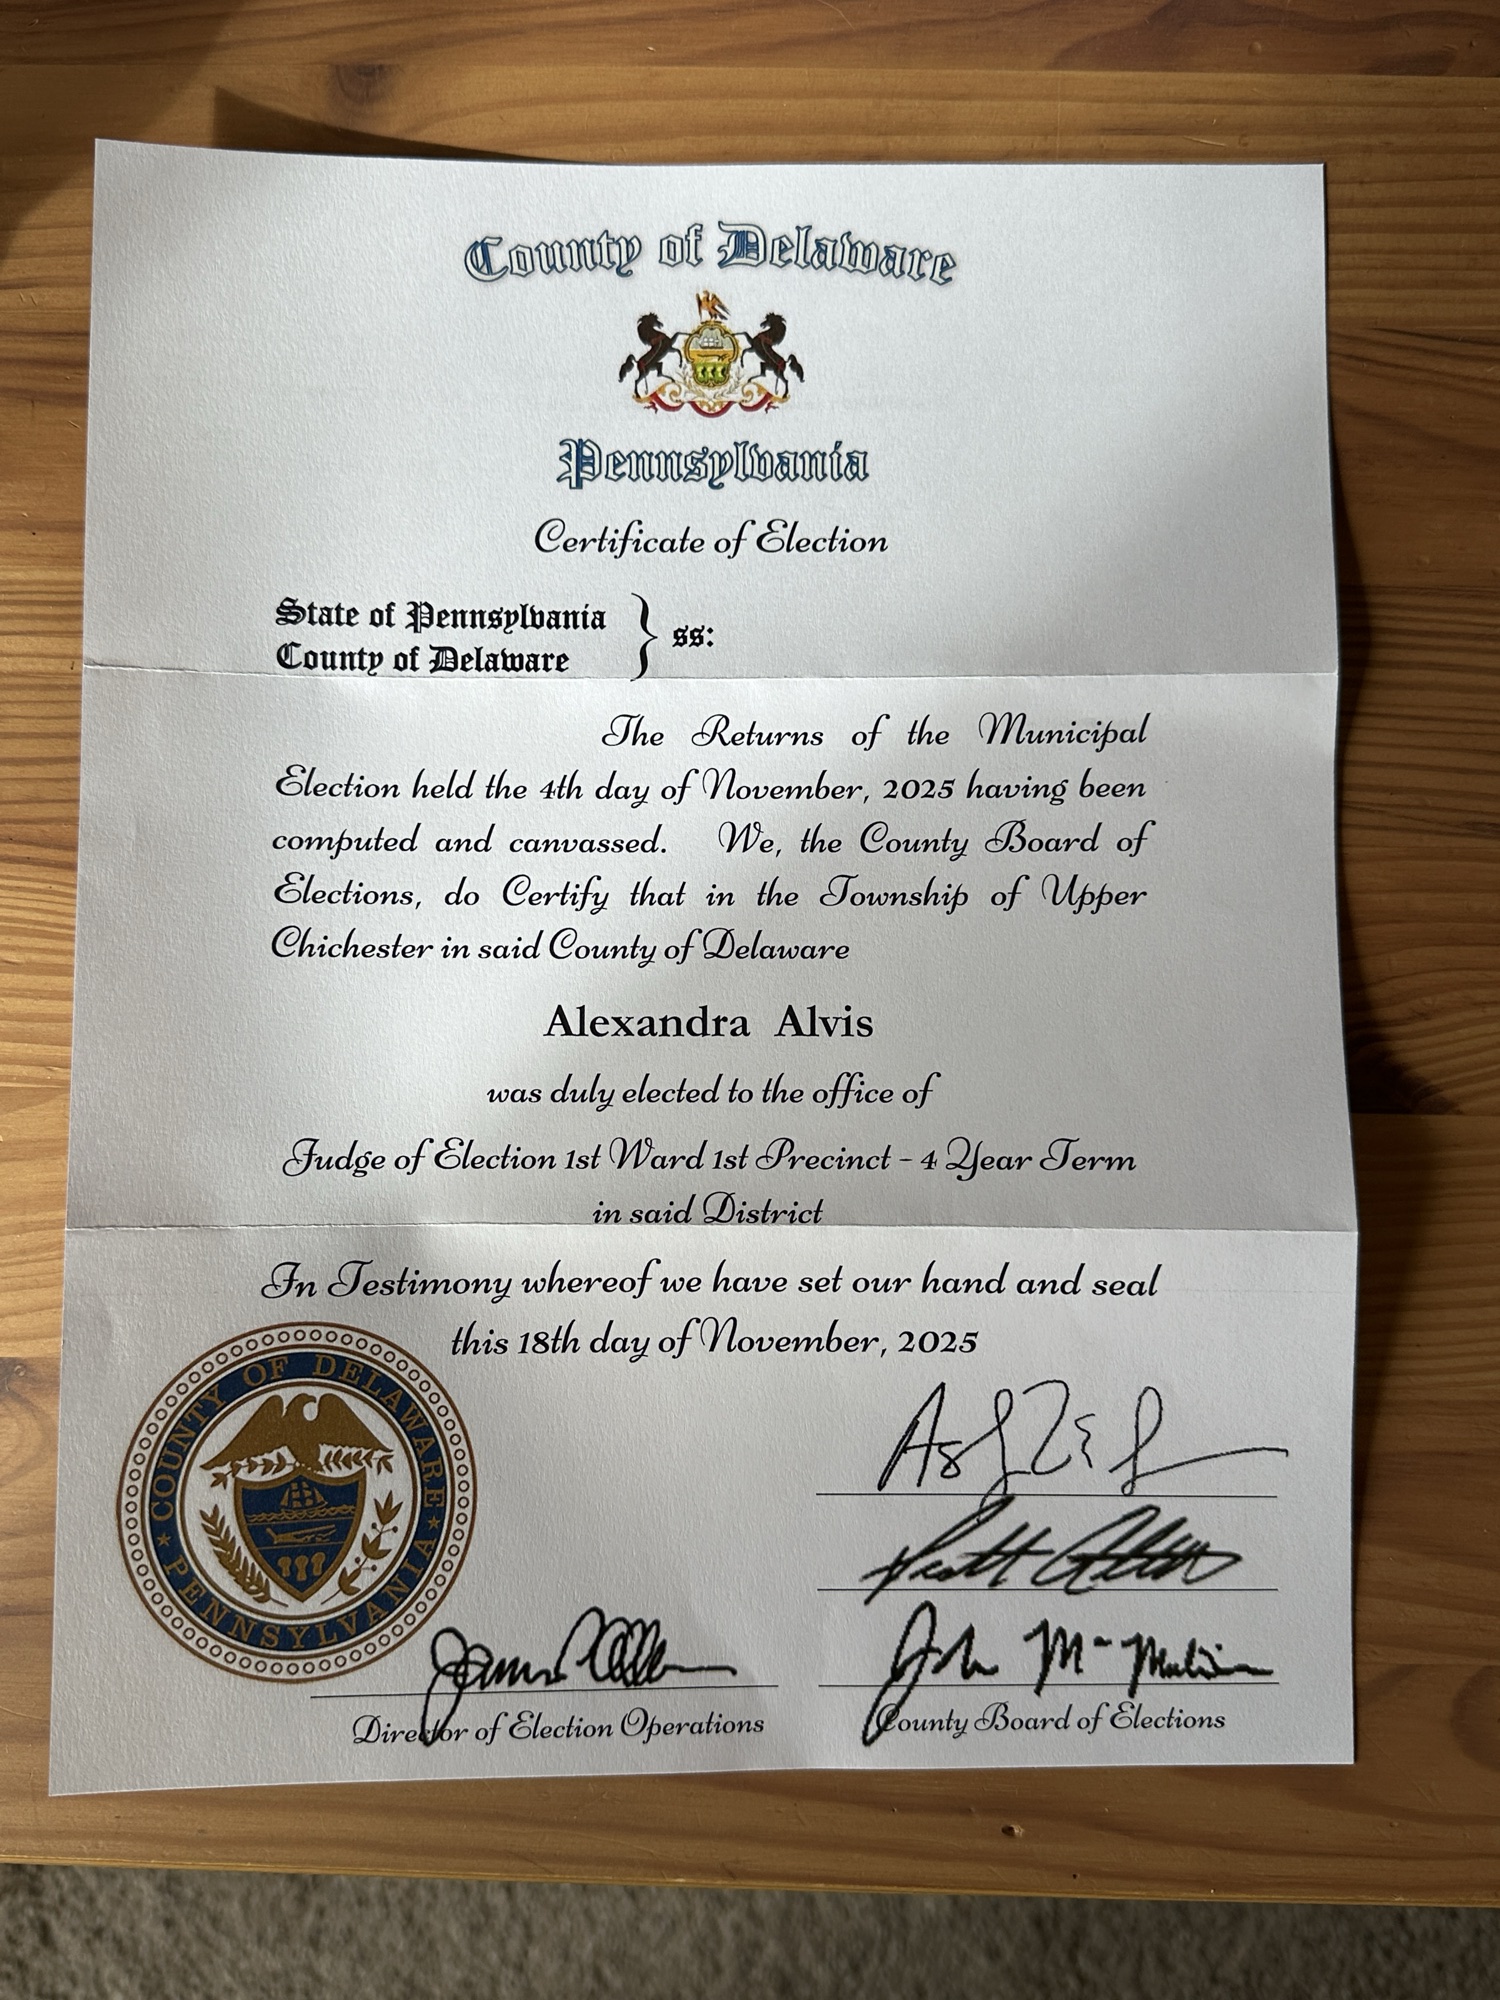 County of Delaware
Pennsylvania
Certificate of Election
State of Pennsylvania
County of Delaware
} ss:
The Returns of the Municipal
Election held the 4th day of November, 2025 having been
computed and canvassed. We, the County Board of
Elections, do Certify that in the Township of Upper
Chichester in said County of Delaware
Alexandra Alvis
was duly elected to the office of
Judge of Election 1st Ward 1st Precinct - 4 Year Term
in said District
In Testimony whereof we have set our hand and seal
this 18th day of November, 2025
COUNTY OF DELAWARE
★ PENNSYLVANIA ★
Scott
John
Director of Election Operations
County Board of Elections